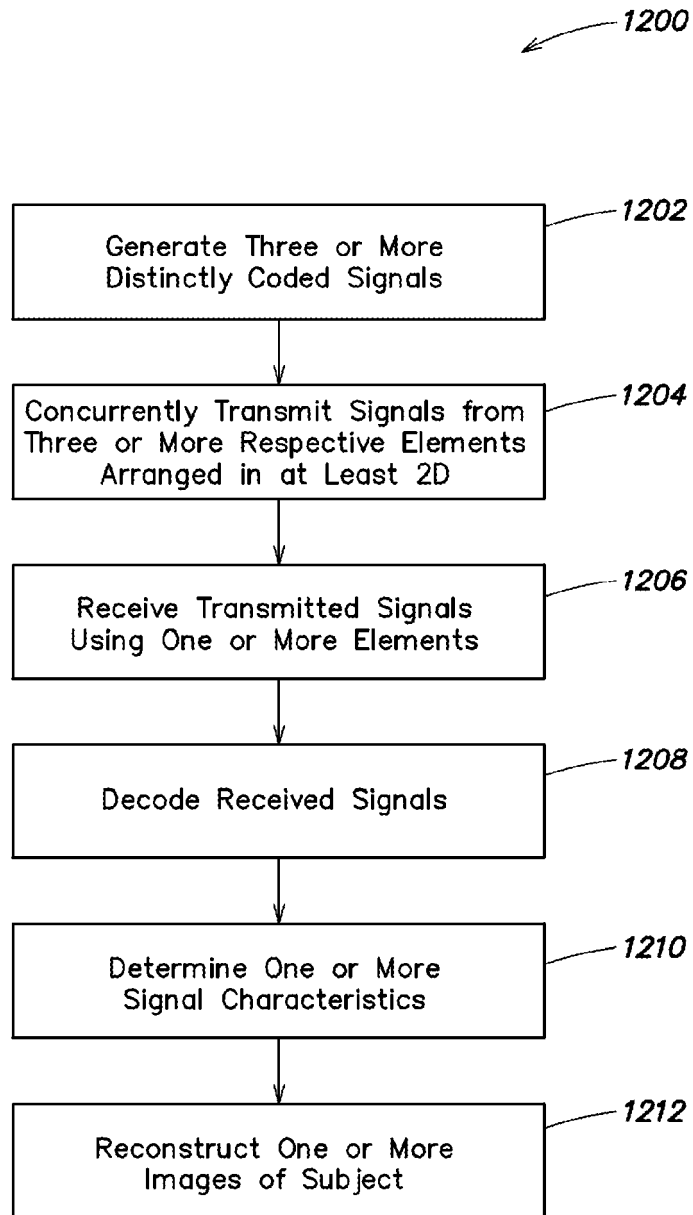 1200
1202
Generate Three or More
Distinctly Coded Signals
1204
Concurrently Transmit Signals from
Three or More Respective Elements
Arranged in at Least 2D
1206
Receive Transmitted Signals
Using One or More Elements
1208
Decode Received Signals
1210
Determine One or More
Signal Characteristics
1212
Reconstruct One or More
Images of Subject